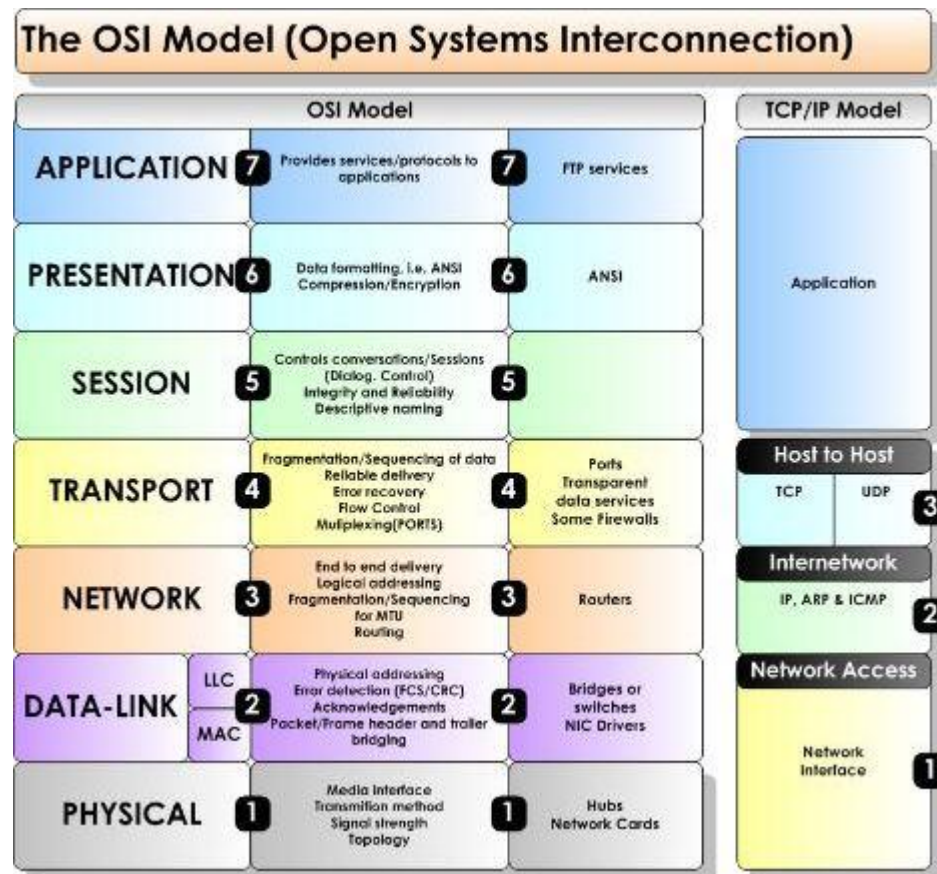 The OSI Model (Open Systems Interconnection)
OSI Model
TCP/IP Model
APPLICATION
7
Provides services/protocols to
applications
7
FTP services
PRESENTATION
6
Data formatting, i.e. ANSI
Compression/Encryption
6
ANSI
SESSION
5
Controls conversations/Sessions
(Dialog. Control)
Integrity and Reliability
Descriptive naming
5
TRANSPORT
4
Fragmentation/Sequencing of data
Reliable delivery
Error recovery
Flow Control
Muliplexing(PORTS)
4
Ports
Transparent
data services
Some Firewalls
NETWORK
3
End to end delivery
Logical addressing
Fragmentation/Sequencing
for MTU
Routing
3
Routers
DATA-LINK
LLC
MAC
2
Physical addressing
Error detection (FCS/CRC)
Acknowledgements
Packet/Frame header and trailer
bridging
2
Bridges or
switches
NIC Drivers
PHYSICAL
1
Media Interface
Transmition method
Signal strength
Topology
1
Hubs
Network Cards
Application
Host to Host
TCP
UDP
3
Internetwork
IP, ARP & ICMP
2
Network Access
Network
Interface
1